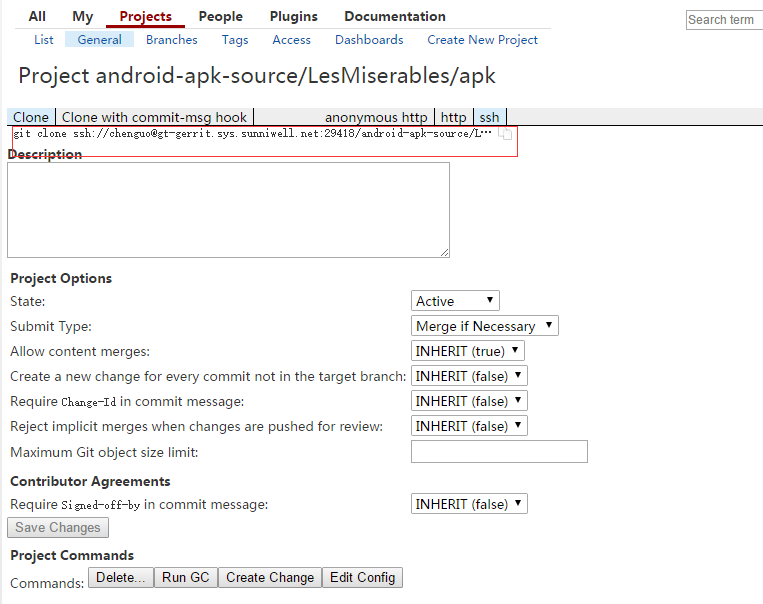 All My Projects People Plugins Documentation
Search term
List General Branches Tags Access Dashboards Create New Project
Project android-apk-source/LesMiserables/apk
Clone Clone with commit-msg hook anonymous http http ssh
git clone ssh://chenguo@gt-gerrit.sys.sunniwell.net:29418/android-apk-source/L···
Description
Project Options
State: Active
Submit Type: Merge if Necessary
Allow content merges: INHERIT (true)
Create a new change for every commit not in the target branch: INHERIT (false)
Require Change-Id in commit message: INHERIT (false)
Reject implicit merges when changes are pushed for review: INHERIT (false)
Maximum Git object size limit:
Contributor Agreements
Require Signed-off-by in commit message: INHERIT (false)
Save Changes
Project Commands
Commands: Delete... Run GC Create Change Edit Config